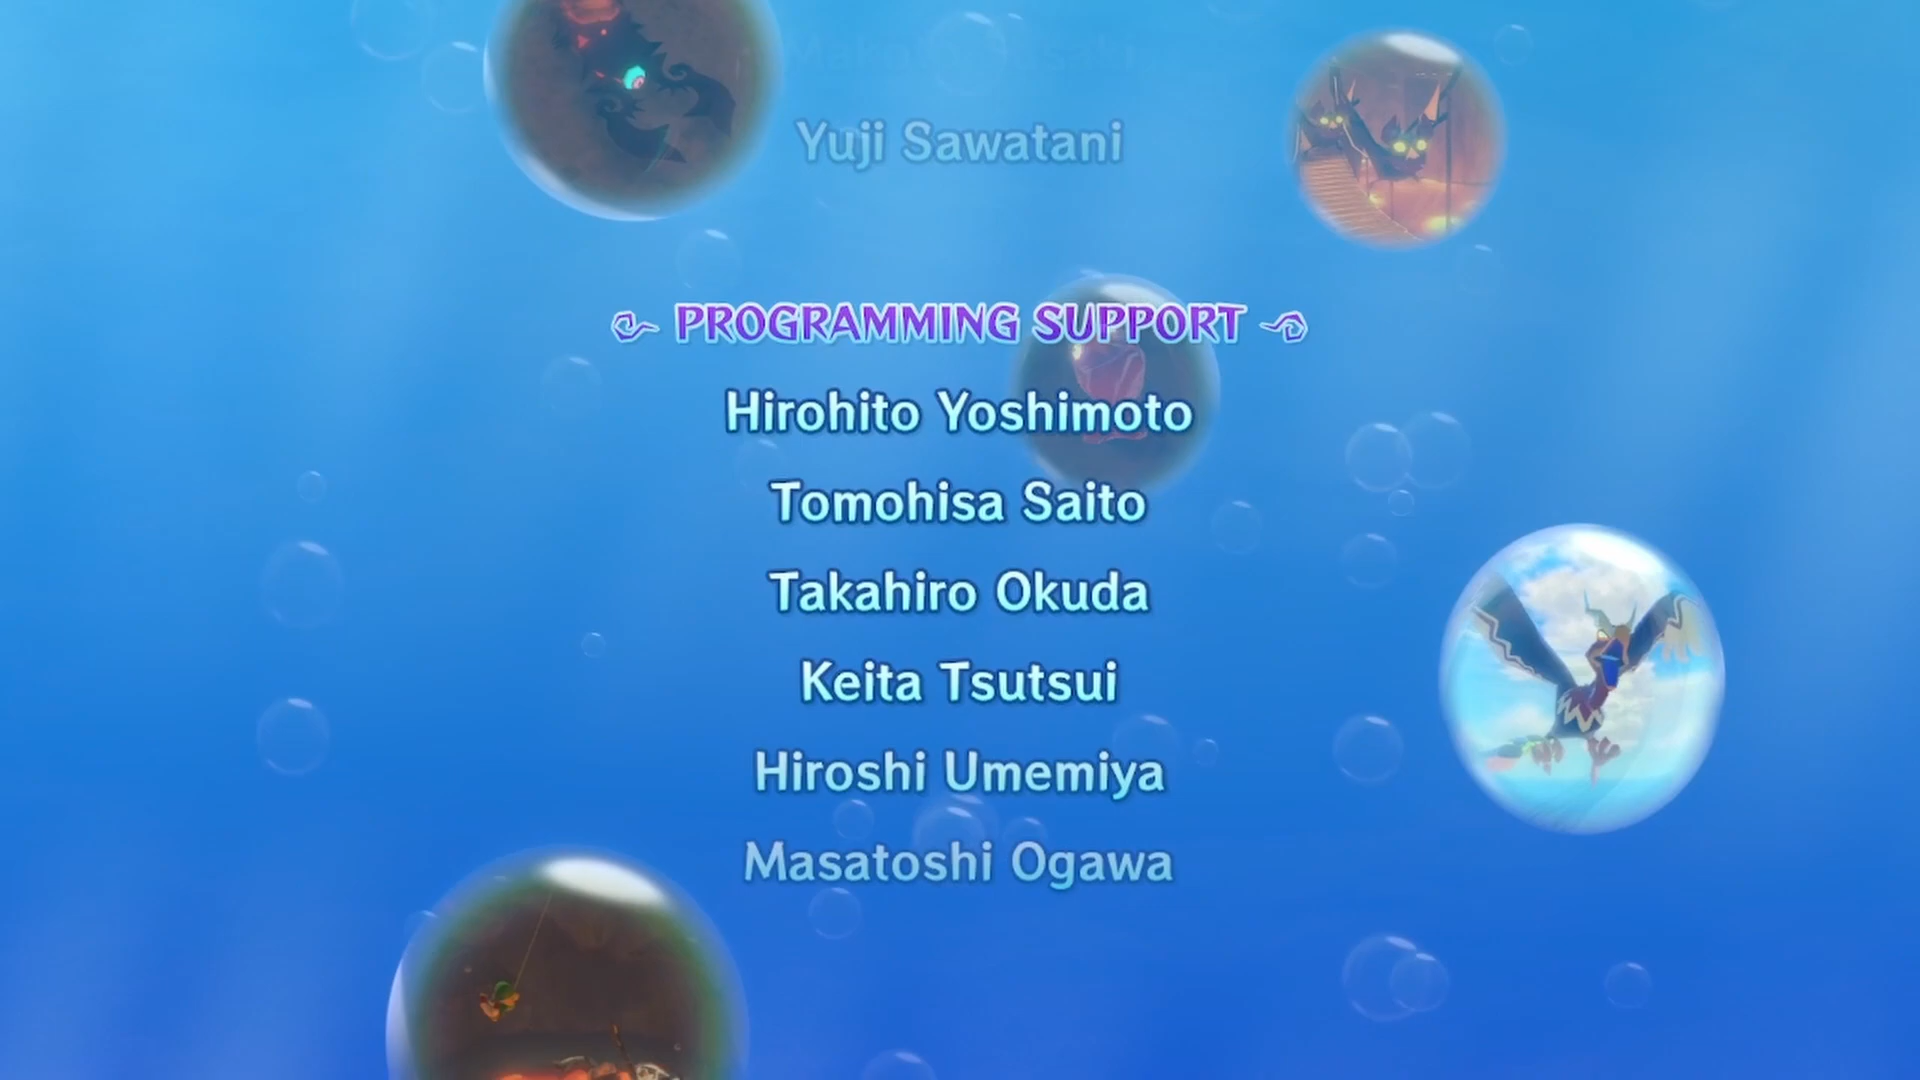 Yuji Sawatani
PROGRAMMING SUPPORT
Hirohito Yoshimoto
Tomohisa Saito
Takahiro Okuda
Keita Tsutsui
Hiroshi Umemiya
Masatoshi Ogawa